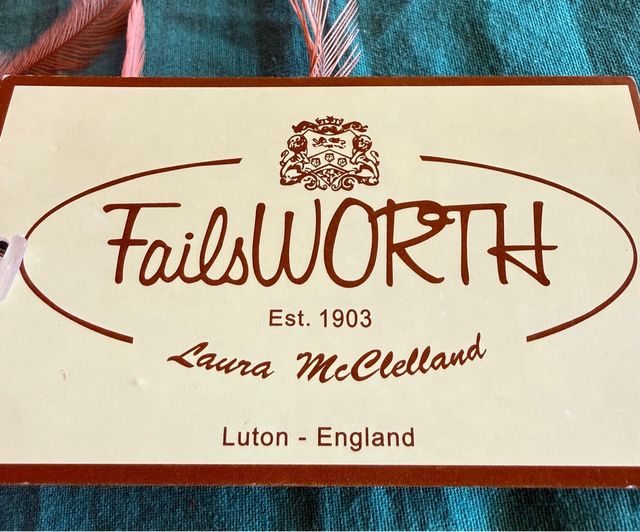 FailsWORTH
Est. 1903
Laura McClelland
Luton - England